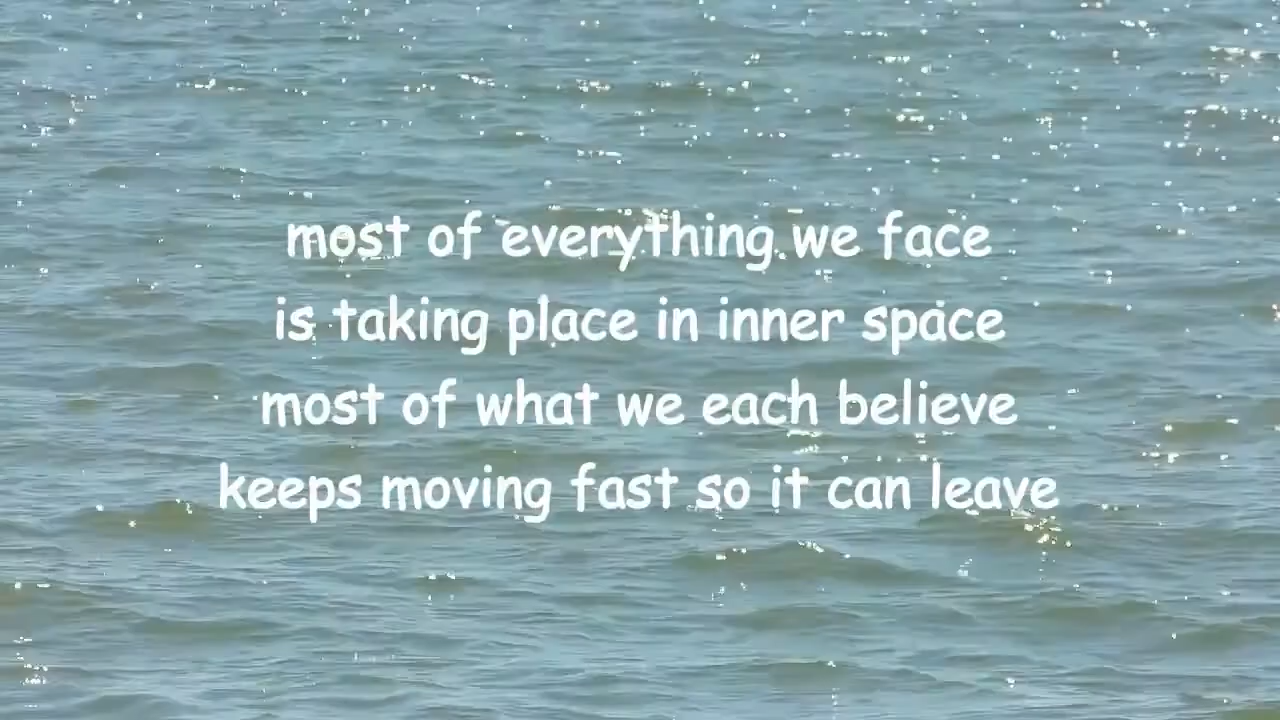 most of everything we face
is taking place in inner space
most of what we each believe
keeps moving fast so it can leave